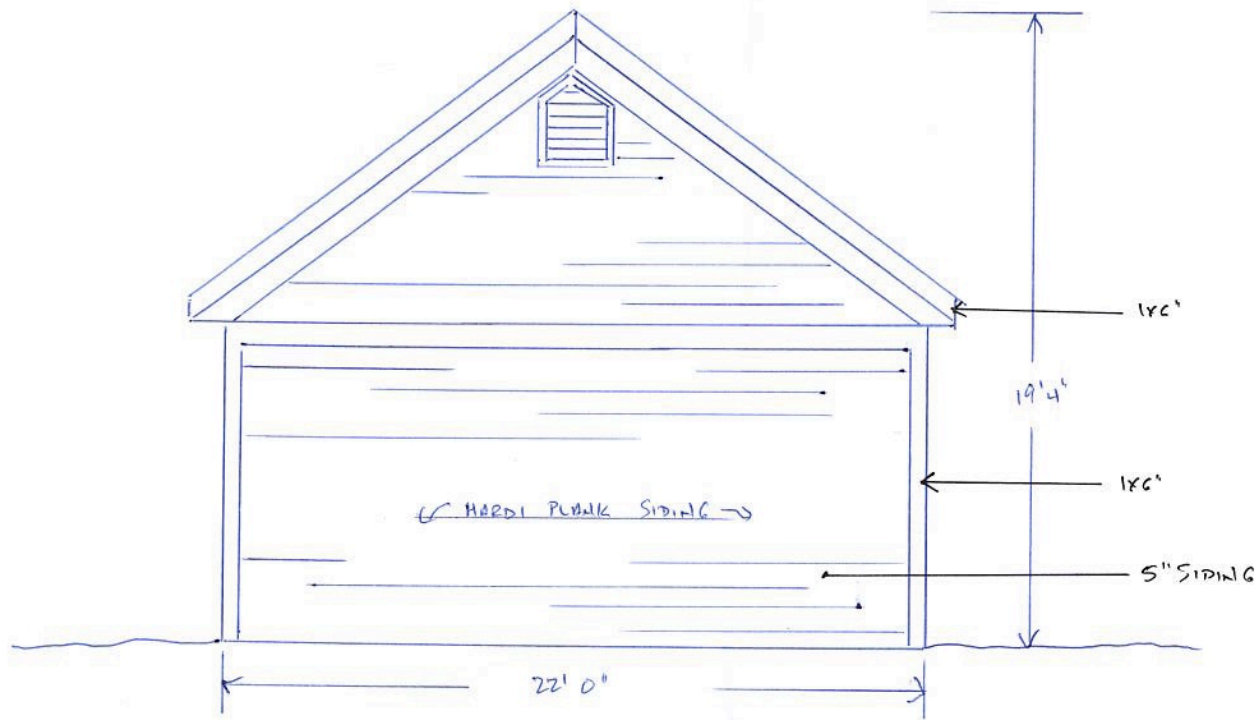 1x6"
19'4"
1x6"
HARDI PLANK SIDING
5" SIDING
22' 0"